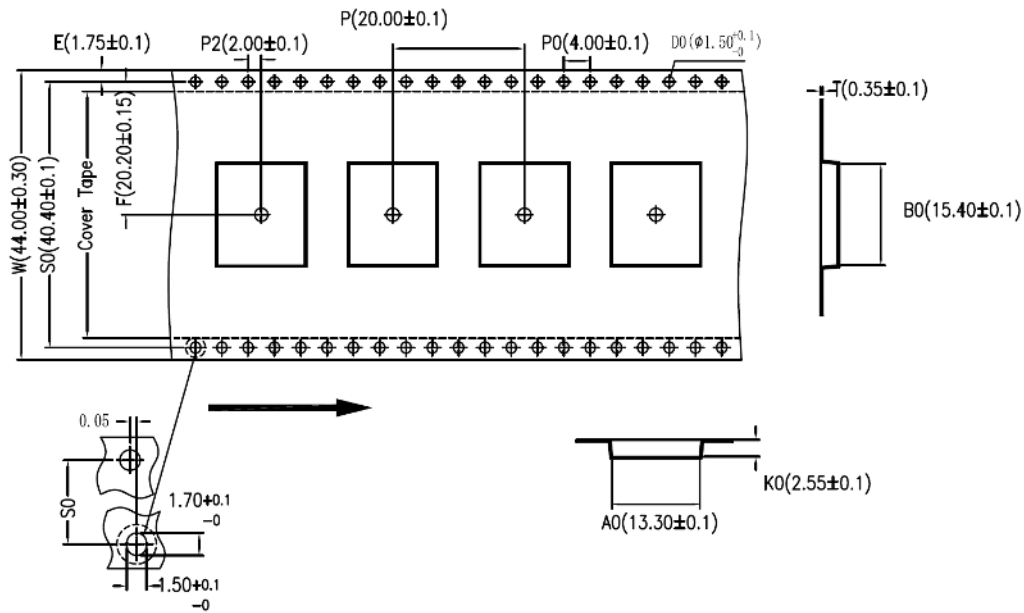 P(20.00±0.1)
E(1.75±0.1)
P2(2.00±0.1)
P0(4.00±0.1)
D0(φ1.50+0.1
-0)
T(0.35±0.1)
W(44.00±0.30)
S0(40.40±0.1)
Cover Tape
F(20.20±0.15)
B0(15.40±0.1)
0.05
S0
1.70+0.1
-0
1.50+0.1
-0
K0(2.55±0.1)
A0(13.30±0.1)